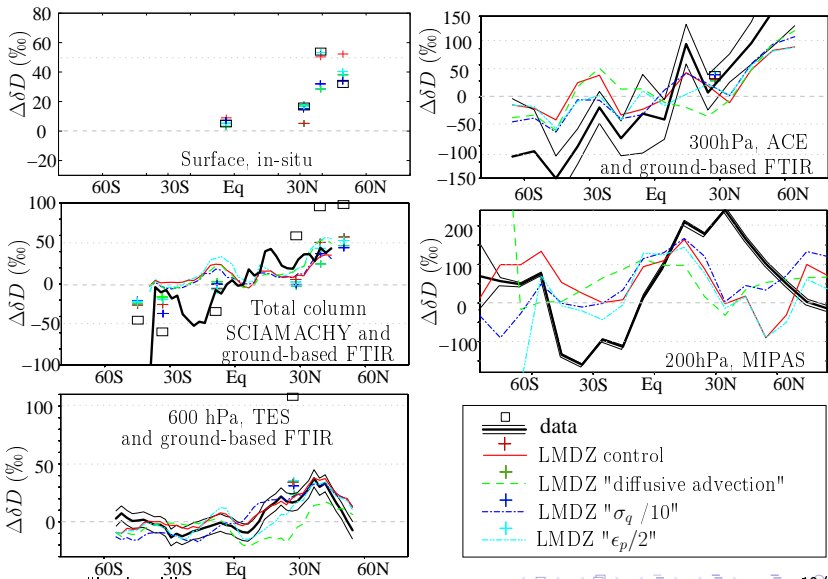 80
60
40
20
0
−20
ΔδD (‰)
Surface, in-situ
60S 30S Eq 30N 60N
150
100
50
0
−50
−100
−150
ΔδD (‰)
300hPa, ACE
and ground-based FTIR
60S 30S Eq 30N 60N
100
50
0
−50
−100
ΔδD (‰)
Total column
SCIAMACHY and
ground-based FTIR
60S 30S Eq 30N 60N
200
100
0
−100
ΔδD (‰)
200hPa, MIPAS
60S 30S Eq 30N 60N
100
50
0
ΔδD (‰)
600 hPa, TES
and ground-based FTIR
60S 30S Eq 30N 60N
data
LMDZ control
LMDZ "diffusive advection"
LMDZ "σq /10"
LMDZ "ϵp/2"